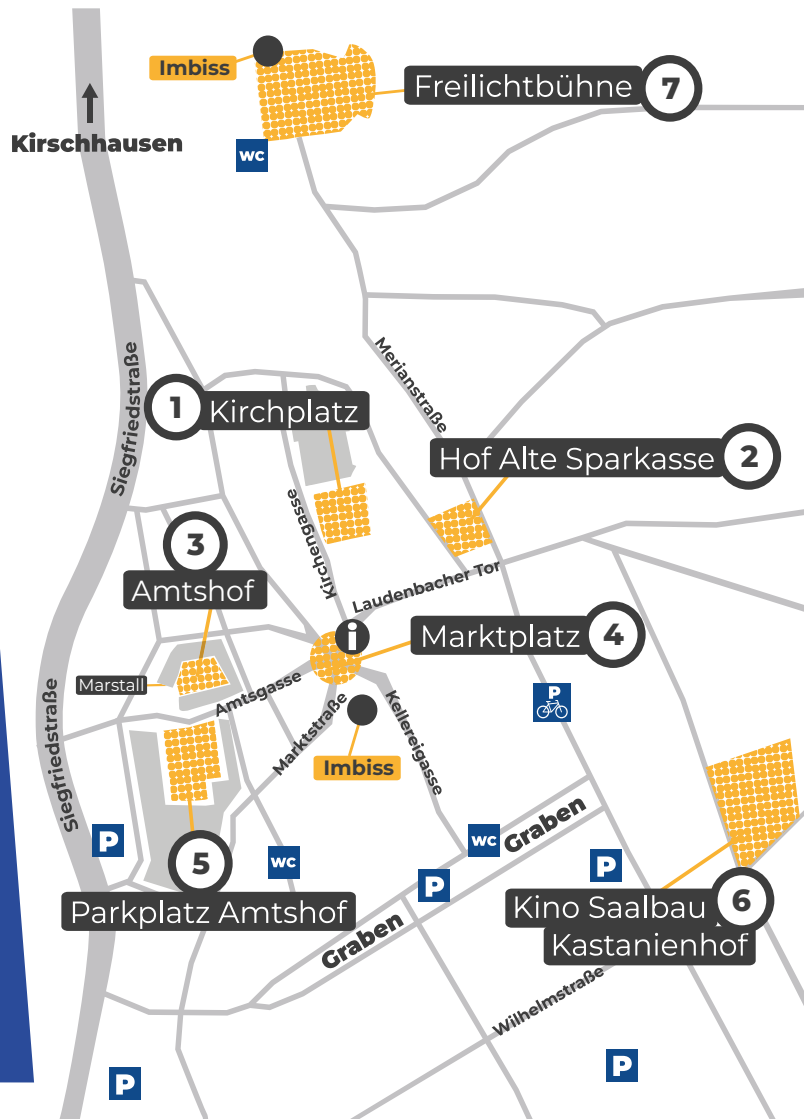 Imbiss
Freilichtbühne 7
Kirschhausen
wc
Merianstraße
Siegfriedstraße
1 Kirchplatz
Hof Alte Sparkasse 2
Kirchengasse
3
Amtshof
Laudenbacher Tor
i
Marktplatz 4
Marstall
Amtsgasse
Siegfriedstraße
Marktstraße
Kellereigasse
P
Imbiss
Graben
P
wc
wc
5
P
P
Parkplatz Amtshof
Kino Saalbau 6
Kastanienhof
Graben
Wilhelmstraße
P
P